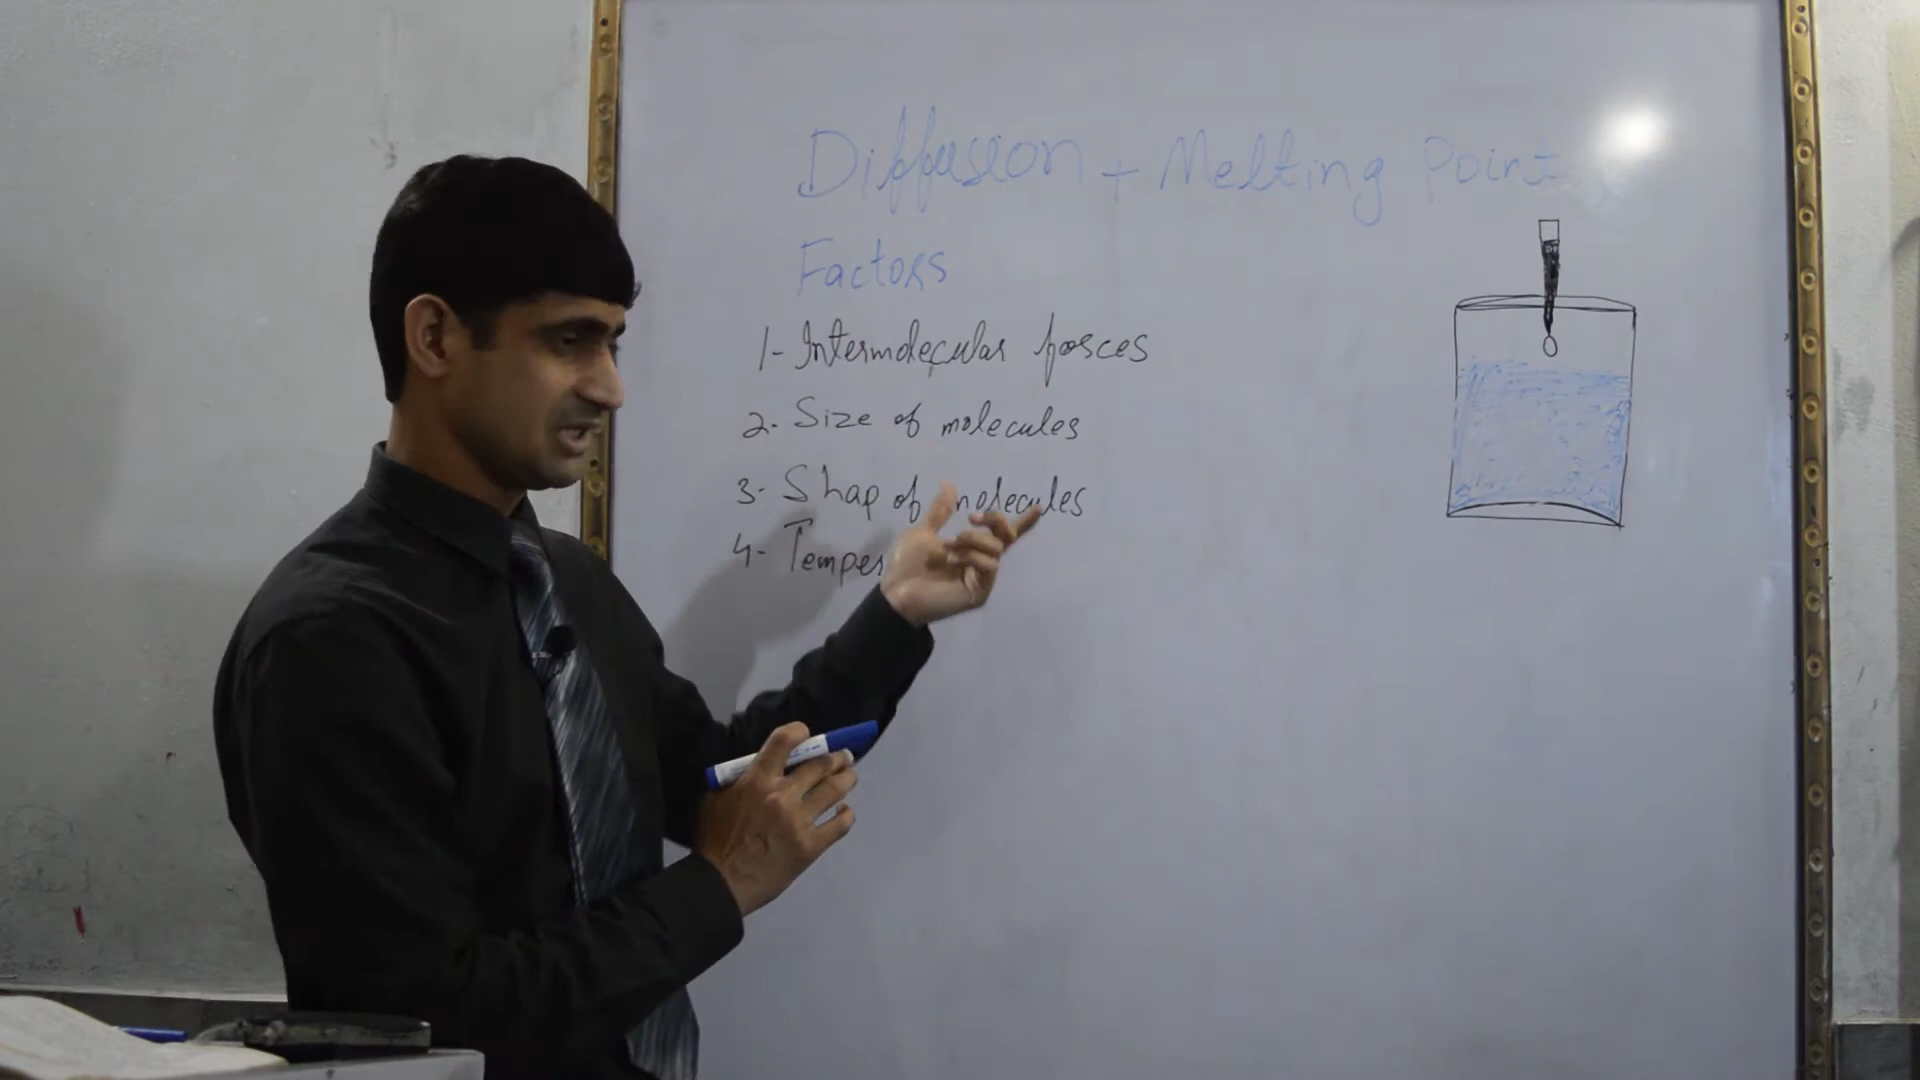 Diffusion + Melting Point
Factors
1- Intermolecular forces
2. Size of molecules
3- Shap of molecules
4- Temper